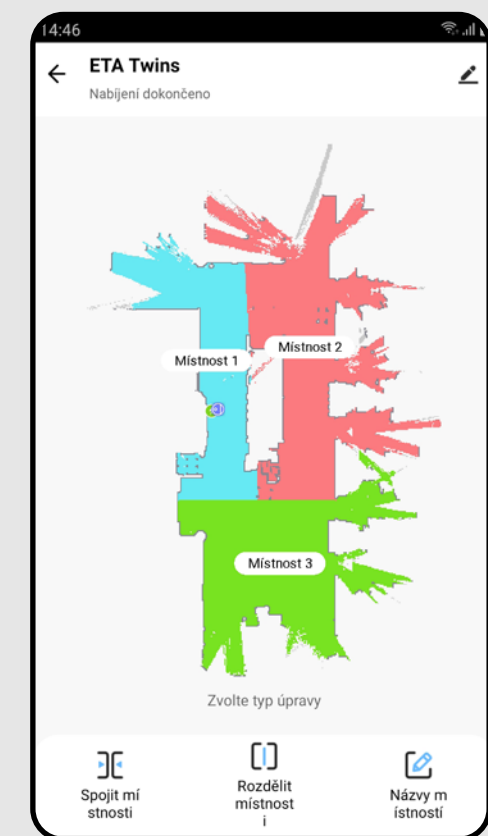 14:46
ETA Twins
Nabíjení dokončeno
Místnost 2
Místnost 1
Místnost 3
Zvolte typ úpravy
Spojit mí
stnosti
Rozdělit
místnost
i
Názvy m
ístností